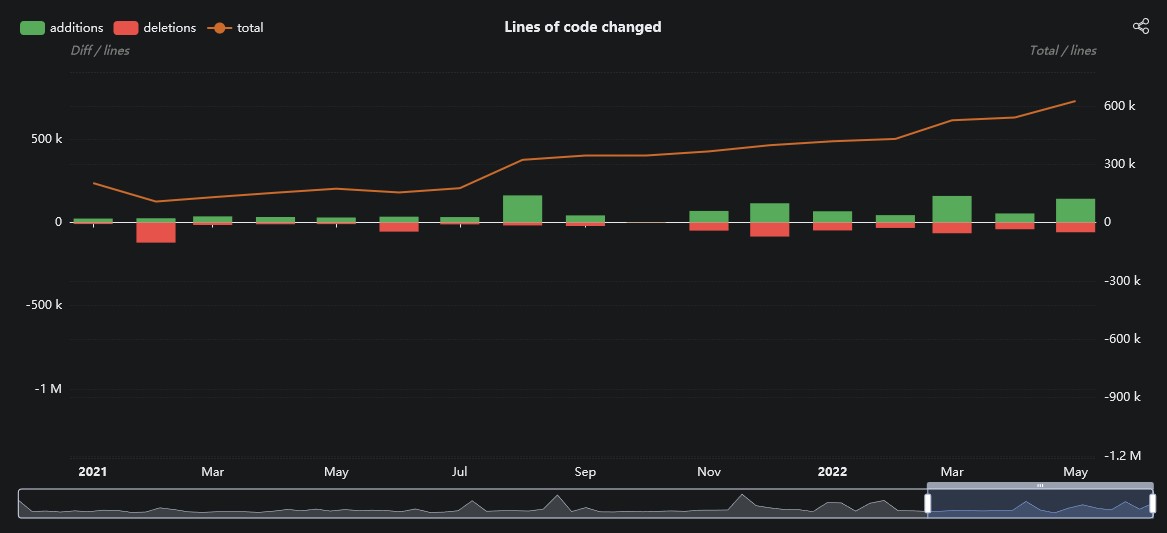 additions deletions total Lines of code changed
Diff / lines Total / lines
600 k
500 k
300 k
0 0
-300 k
-500 k
-600 k
-1 M
-900 k
-1.2 M
2021 Mar May Jul Sep Nov 2022 Mar May